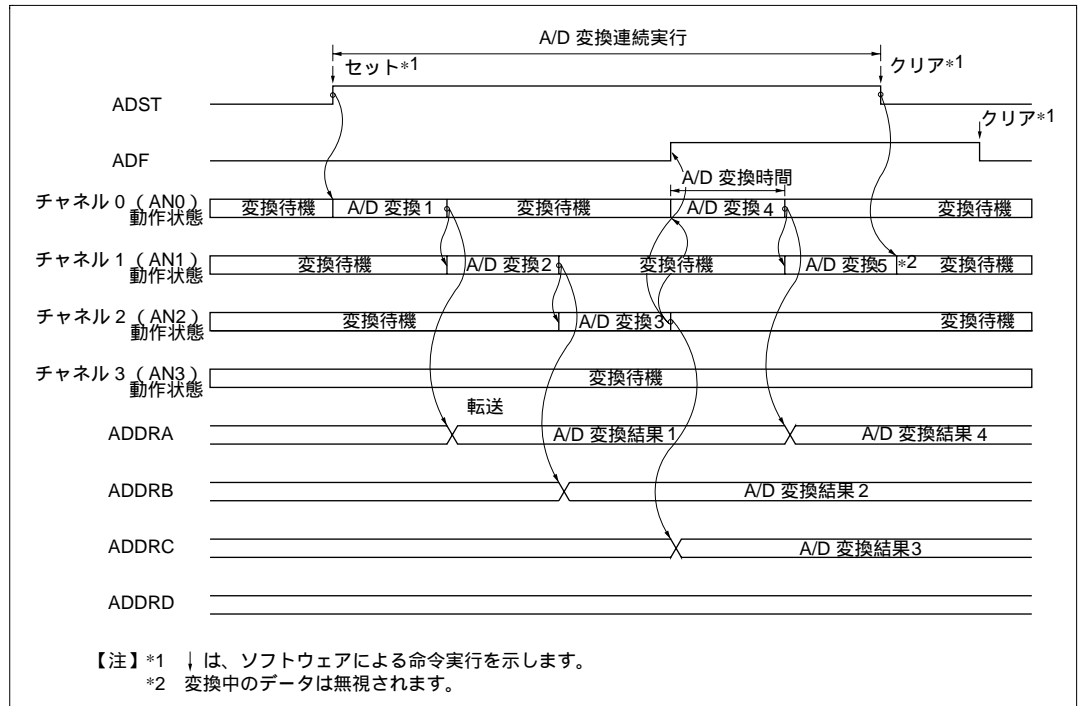 A/D 変換連続実行
セット*1
クリア*1
ADST
クリア*1
ADF
A/D 変換時間
チャネル 0 ( AN0 )
動作状態
変換待機
A/D 変換1
変換待機
A/D 変換4
変換待機
チャネル 1 ( AN1 )
動作状態
変換待機
A/D 変換2
変換待機
A/D 変換5
*2
変換待機
チャネル 2 ( AN2 )
動作状態
変換待機
A/D 変換3
変換待機
チャネル 3 ( AN3 )
動作状態
変換待機
転送
ADDRA
A/D 変換結果1
A/D 変換結果 4
ADDRB
A/D 変換結果2
ADDRC
A/D 変換結果3
ADDRD
【注】*1 ↓は、ソフトウェアによる命令実行を示します。
*2 変換中のデータは無視されます。